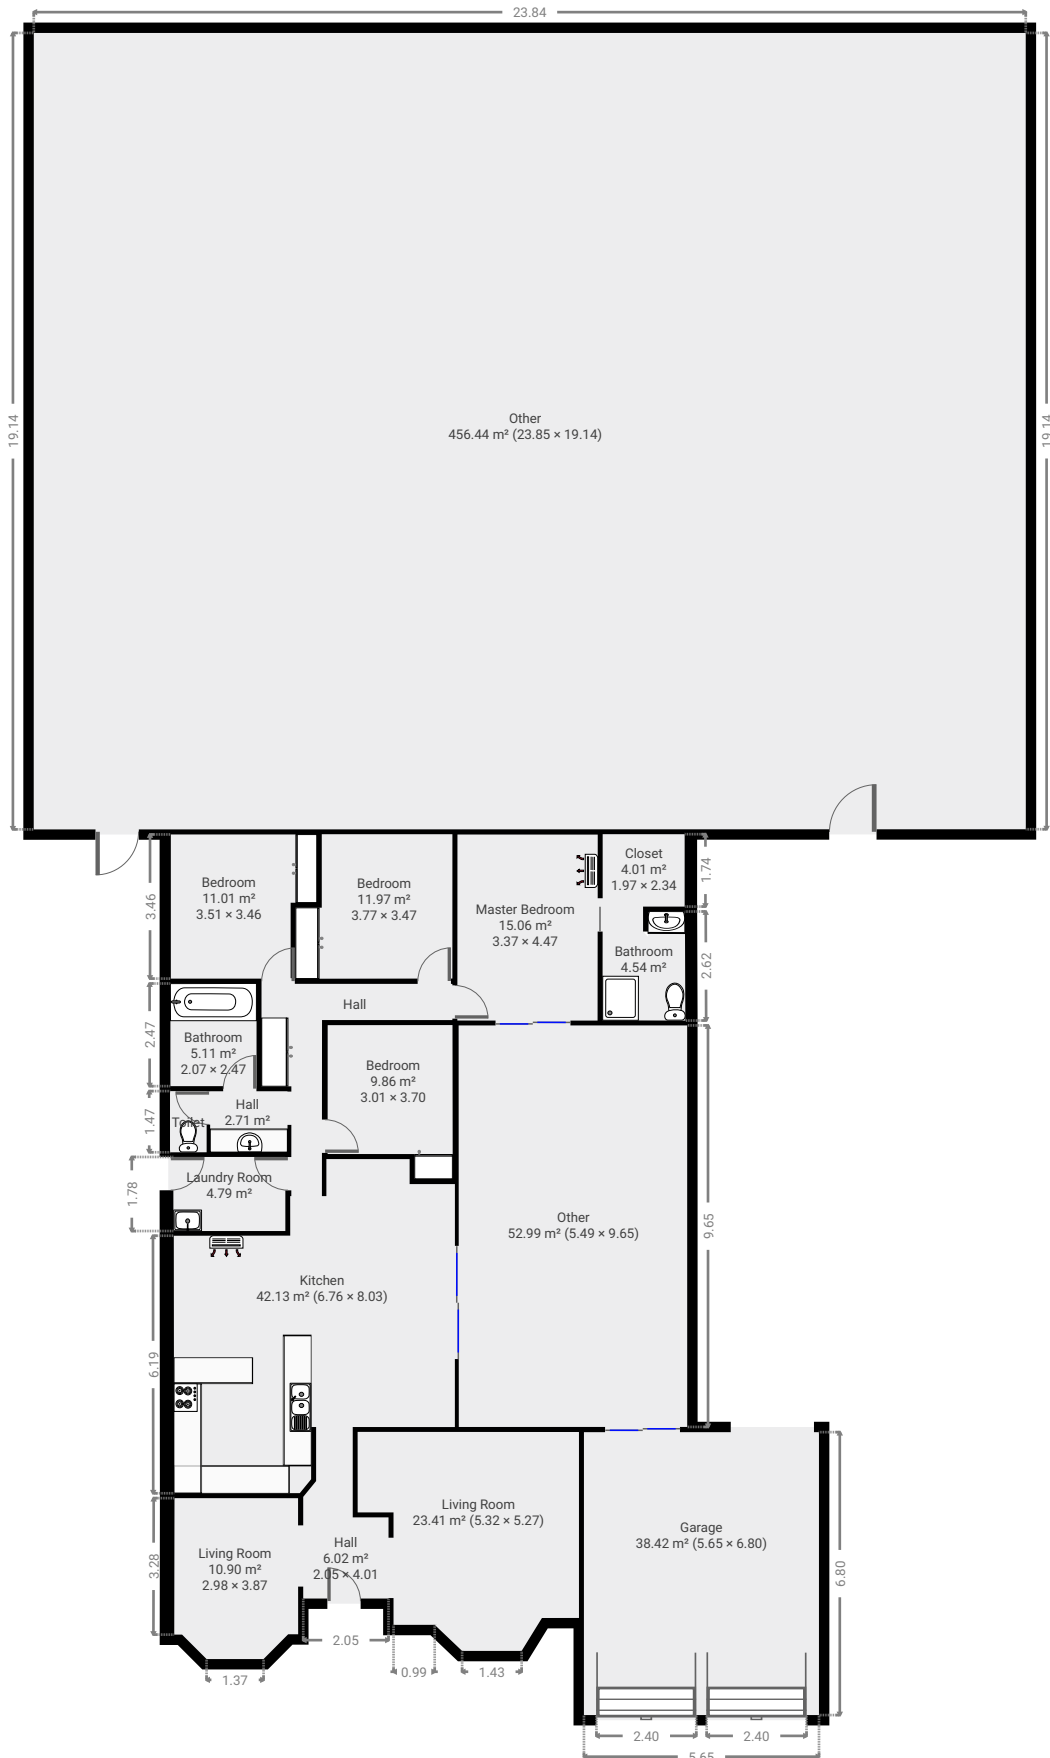 23.84
19.14
19.14
Other
456.44 m² (23.85 × 19.14)
Bedroom
11.01 m²
3.51 × 3.46
Bedroom
11.97 m²
3.77 × 3.47
Master Bedroom
15.06 m²
3.37 × 4.47
Closet
4.01 m²
1.97 × 2.34
1.74
3.46
Bathroom
4.54 m²
2.62
Hall
Bathroom
5.11 m²
2.07 × 2.47
2.47
Bedroom
9.86 m²
3.01 × 3.70
Hall
2.71 m²
Toilet
1.47
Laundry Room
4.79 m²
1.78
Other
52.99 m² (5.49 × 9.65)
9.65
Kitchen
42.13 m² (6.76 × 8.03)
6.19
Living Room
23.41 m² (5.32 × 5.27)
Garage
38.42 m² (5.65 × 6.80)
6.80
Hall
6.02 m²
2.05 × 4.01
Living Room
10.90 m²
2.98 × 3.87
3.28
2.05
0.99
1.43
1.37
2.40
2.40
5.65